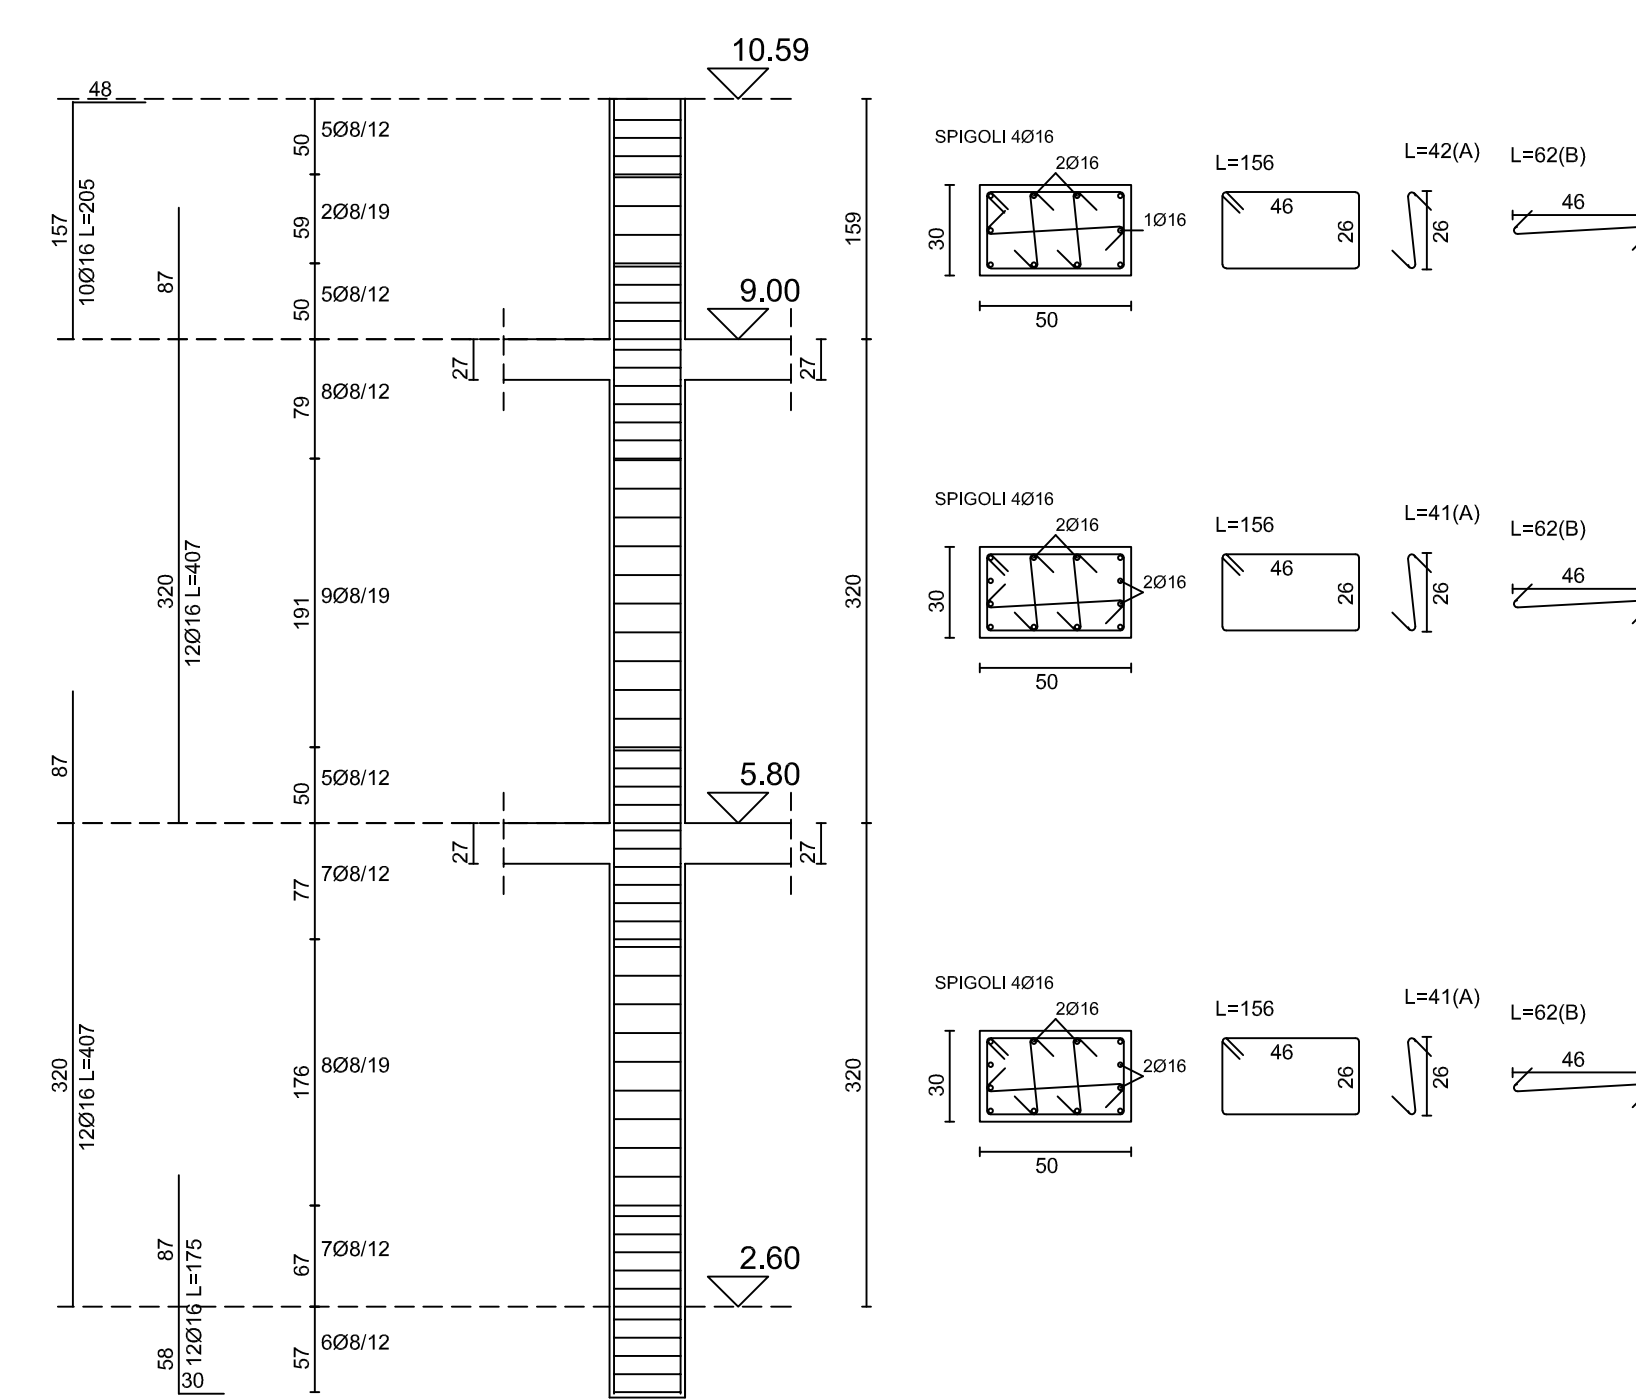 10.59
48
5Ø8/12
50
157
10Ø16 L=205
2Ø8/19
59
159
87
5Ø8/12
50
9.00
27
27
8Ø8/12
79
320
12Ø16 L=407
9Ø8/19
191
320
87
5Ø8/12
50
5.80
27
27
7Ø8/12
77
320
12Ø16 L=407
8Ø8/19
176
320
87
12Ø16 L=175
7Ø8/12
67
2.60
58
30
6Ø8/12
57
SPIGOLI 4Ø16
2Ø16
1Ø16
30
50
L=156
46
26
L=42(A)
26
L=62(B)
46
SPIGOLI 4Ø16
2Ø16
2Ø16
30
50
L=156
46
26
L=41(A)
26
L=62(B)
46
SPIGOLI 4Ø16
2Ø16
2Ø16
30
50
L=156
46
26
L=41(A)
26
L=62(B)
46